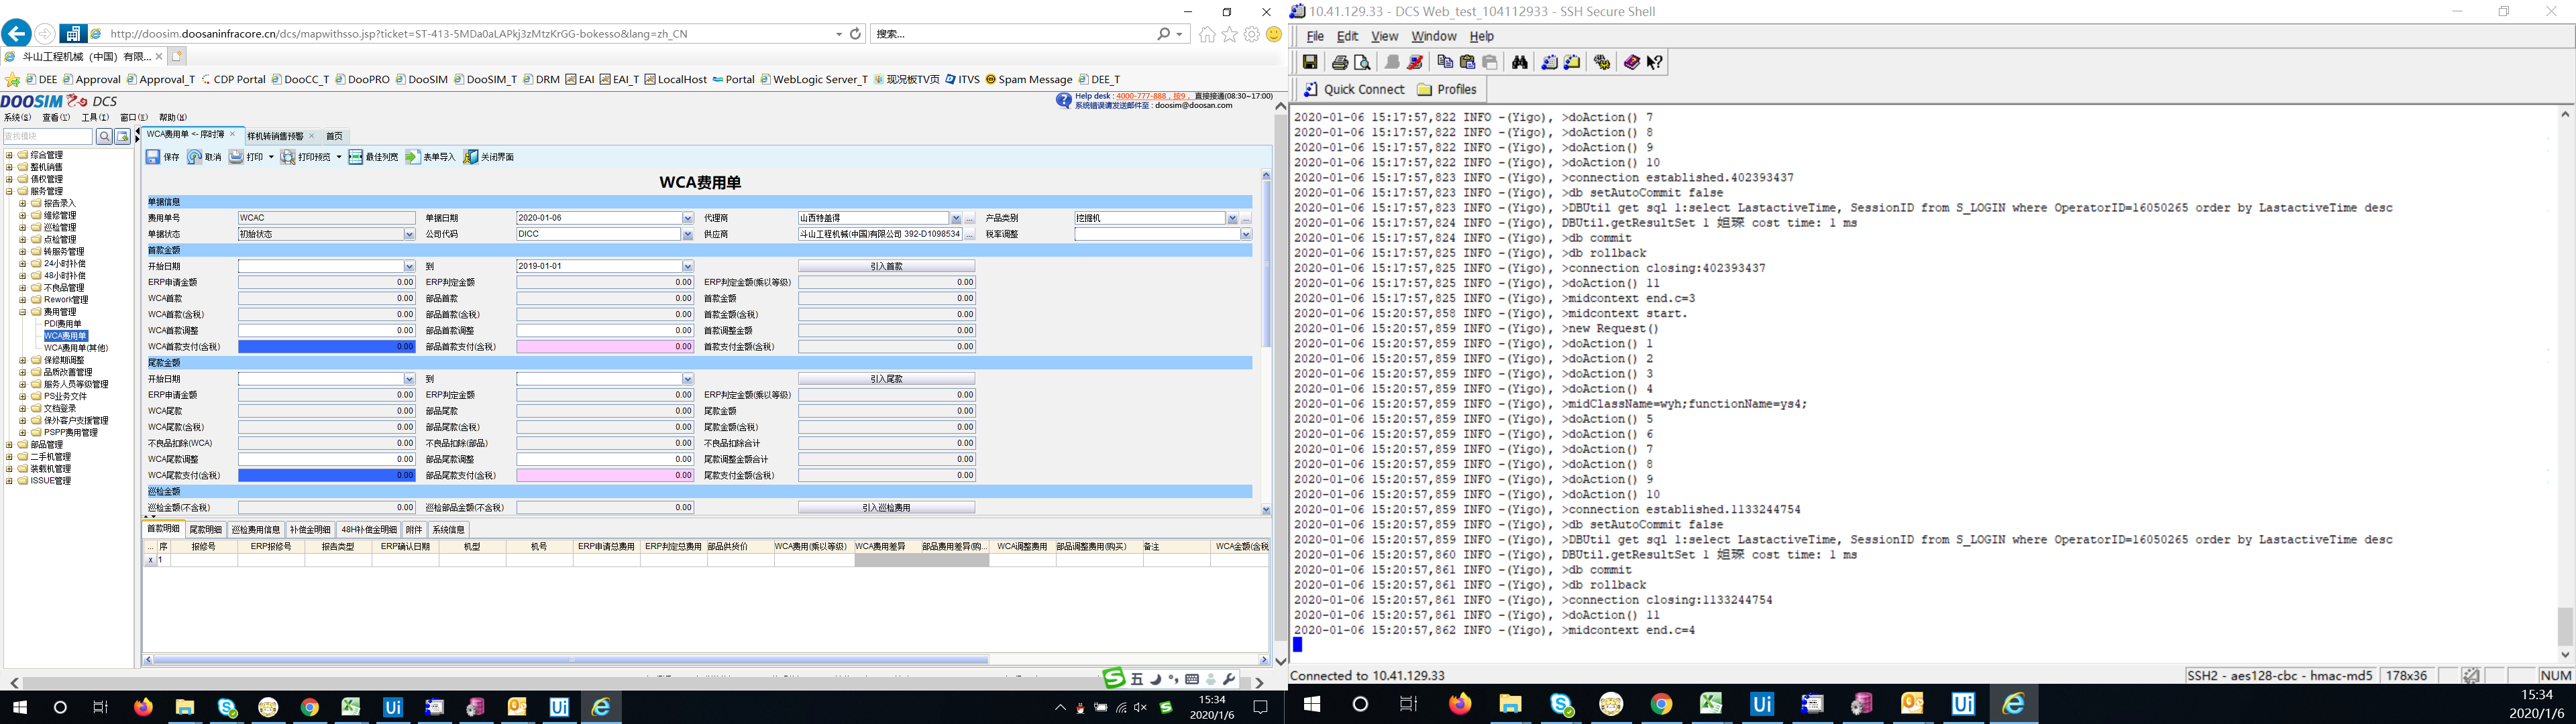 http://doosim.doosaninfracore.cn/dcs/mapwithsso.jsp?ticket=ST-413-5MDa0aLAPkj3zMtzKrGG-bokesso&lang=zh_CN
搜索...
斗山工程机械（中国）有限...
DEE Approval Approval_T CDP Portal DooCC_T DooPRO DooSIM DooSIM_T DRM EAI EAI_T LocalHost Portal WebLogic Server_T 现况板TV页 ITVS Spam Message DEE_T
DOOSIM DCS
Help desk : 4000-777-888，按9， 直接接通(08:30~17:00)
系统错误请发送邮件至 : doosim@doosan.com
系统(S) 查看(V) 工具(I) 窗口(I) 帮助(H)
查找模块
WCA费用单 <- 序时簿 样机转销售预警 首页
保存 取消 打印 打印预览 最佳列宽 表单导入 关闭界面
综合管理
整机销售
债权管理
服务管理
报告录入
维修管理
巡检管理
点检管理
转服务管理
24小时补偿
48小时补偿
不良品管理
Rework管理
费用管理
PDI费用单
WCA费用单
WCA费用单(其他)
保修期调整
品质改善管理
服务人员等级管理
PS业务文件
文档登录
保外客户支援管理
PSPP费用管理
部品管理
二手机管理
装载机管理
ISSUE管理
WCA费用单
单据信息
费用单号 WCAC 单据日期 2020-01-06 代理商 山西特盖得 产品类别 挖掘机
单据状态 初始状态 公司代码 DICC 供应商 斗山工程机械(中国)有限公司 392-D1098534 税率调整
首款金额
开始日期 到 2019-01-01 引入首款
ERP申请金额 0.00 ERP判定金额 0.00 ERP判定金额(乘以等级) 0.00
WCA首款 0.00 部品首款 0.00 首款金额 0.00
WCA首款(含税) 0.00 部品首款(含税) 0.00 首款金额(含税) 0.00
WCA首款调整 0.00 部品首款调整 0.00 首款调整金额 0.00
WCA首款支付(含税) 0.00 部品首款支付(含税) 0.00 首款支付金额(含税) 0.00
尾款金额
开始日期 到 引入尾款
ERP申请金额 0.00 ERP判定金额 0.00 ERP判定金额(乘以等级) 0.00
WCA尾款 0.00 部品尾款 0.00 尾款金额 0.00
WCA尾款(含税) 0.00 部品尾款(含税) 0.00 尾款金额(含税) 0.00
不良品扣除(WCA) 0.00 不良品扣除(部品) 0.00 不良品扣除合计 0.00
WCA尾款调整 0.00 部品尾款调整 0.00 尾款调整金额合计 0.00
WCA尾款支付(含税) 0.00 部品尾款支付(含税) 0.00 尾款支付金额(含税) 0.00
巡检金额
巡检金额(不含税) 0.00 巡检部品金额(不含税) 0.00 引入巡检费用
首款明细 尾款明细 巡检费用信息 补偿金明细 48H补偿金明细 附件 系统信息
... 序 报修号 ERP报修号 报告类型 ERP确认日期 机型 机号 ERP申请总费用 ERP判定总费用 部品供货价 WCA费用(乘以等级) WCA费用差异 部品费用差异(购... WCA调整费用 部品调整费用(购买) 备注 WCA金额(含税
x 1
五
15:34
2020/1/6
10.41.129.33 - DCS Web_test_104112933 - SSH Secure Shell
File Edit View Window Help
Quick Connect Profiles
2020-01-06 15:17:57,822 INFO -(Yigo), >doAction() 7
2020-01-06 15:17:57,822 INFO -(Yigo), >doAction() 8
2020-01-06 15:17:57,822 INFO -(Yigo), >doAction() 9
2020-01-06 15:17:57,822 INFO -(Yigo), >doAction() 10
2020-01-06 15:17:57,823 INFO -(Yigo), >connection established.402393437
2020-01-06 15:17:57,823 INFO -(Yigo), >db setAutoCommit false
2020-01-06 15:17:57,823 INFO -(Yigo), >DBUtil get sql 1:select LastactiveTime, SessionID from S_LOGIN where OperatorID=16050265 order by LastactiveTime desc
2020-01-06 15:17:57,824 INFO -(Yigo), DBUtil.getResultSet 1 妲琛 cost time: 1 ms
2020-01-06 15:17:57,824 INFO -(Yigo), >db commit
2020-01-06 15:17:57,825 INFO -(Yigo), >db rollback
2020-01-06 15:17:57,825 INFO -(Yigo), >connection closing:402393437
2020-01-06 15:17:57,825 INFO -(Yigo), >doAction() 11
2020-01-06 15:17:57,825 INFO -(Yigo), >midcontext end.c=3
2020-01-06 15:20:57,858 INFO -(Yigo), >midcontext start.
2020-01-06 15:20:57,859 INFO -(Yigo), >new Request()
2020-01-06 15:20:57,859 INFO -(Yigo), >doAction() 1
2020-01-06 15:20:57,859 INFO -(Yigo), >doAction() 2
2020-01-06 15:20:57,859 INFO -(Yigo), >doAction() 3
2020-01-06 15:20:57,859 INFO -(Yigo), >doAction() 4
2020-01-06 15:20:57,859 INFO -(Yigo), >midClassName=wyh;functionName=ys4;
2020-01-06 15:20:57,859 INFO -(Yigo), >doAction() 5
2020-01-06 15:20:57,859 INFO -(Yigo), >doAction() 6
2020-01-06 15:20:57,859 INFO -(Yigo), >doAction() 7
2020-01-06 15:20:57,859 INFO -(Yigo), >doAction() 8
2020-01-06 15:20:57,859 INFO -(Yigo), >doAction() 9
2020-01-06 15:20:57,859 INFO -(Yigo), >doAction() 10
2020-01-06 15:20:57,859 INFO -(Yigo), >connection established.1133244754
2020-01-06 15:20:57,859 INFO -(Yigo), >db setAutoCommit false
2020-01-06 15:20:57,859 INFO -(Yigo), >DBUtil get sql 1:select LastactiveTime, SessionID from S_LOGIN where OperatorID=16050265 order by LastactiveTime desc
2020-01-06 15:20:57,860 INFO -(Yigo), DBUtil.getResultSet 1 妲琛 cost time: 1 ms
2020-01-06 15:20:57,861 INFO -(Yigo), >db commit
2020-01-06 15:20:57,861 INFO -(Yigo), >db rollback
2020-01-06 15:20:57,861 INFO -(Yigo), >connection closing:1133244754
2020-01-06 15:20:57,861 INFO -(Yigo), >doAction() 11
2020-01-06 15:20:57,862 INFO -(Yigo), >midcontext end.c=4
Connected to 10.41.129.33 SSH2 - aes128-cbc - hmac-md5 178x36 NUM
15:34
2020/1/6